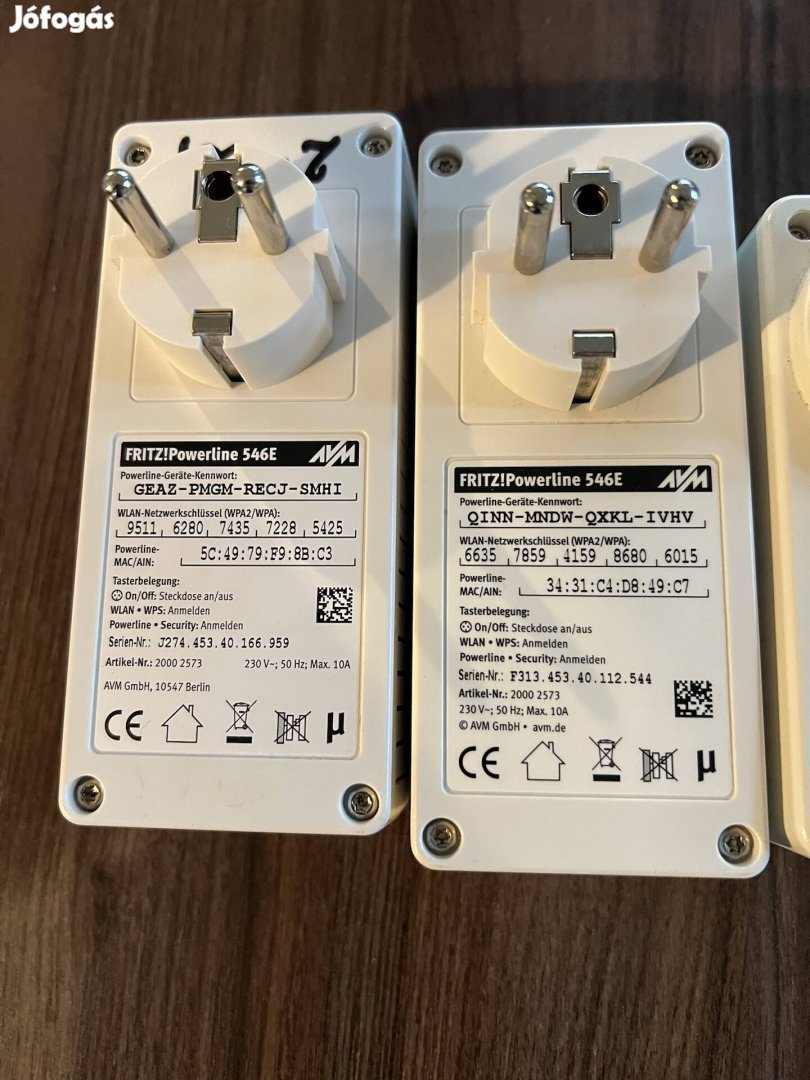 Jófogás
2
FRITZ!Powerline 546E AVM
Powerline-Geräte-Kennwort:
GEAZ-PMGM-RECJ-SMHI
WLAN-Netzwerkschlüssel (WPA2/WPA):
9511 6280 7435 7228 5425
Powerline-
MAC/AIN: 5C:49:79:F9:8B:C3
Tasterbelegung:
On/Off: Steckdose an/aus
WLAN • WPS: Anmelden
Powerline • Security: Anmelden
Serien-Nr.: J274.453.40.166.959
Artikel-Nr.: 2000 2573 230 V~; 50 Hz; Max. 10A
AVM GmbH, 10547 Berlin
CE µ
FRITZ!Powerline 546E AVM
Powerline-Geräte-Kennwort:
QINN-MNDW-QXKL-IVHV
WLAN-Netzwerkschlüssel (WPA2/WPA):
6635 7859 4159 8680 6015
Powerline-
MAC/AIN: 34:31:C4:D8:49:C7
Tasterbelegung:
On/Off: Steckdose an/aus
WLAN • WPS: Anmelden
Powerline • Security: Anmelden
Serien-Nr.: F313.453.40.112.544
Artikel-Nr.: 2000 2573
230 V~; 50 Hz; Max. 10A
© AVM GmbH • avm.de
CE µ